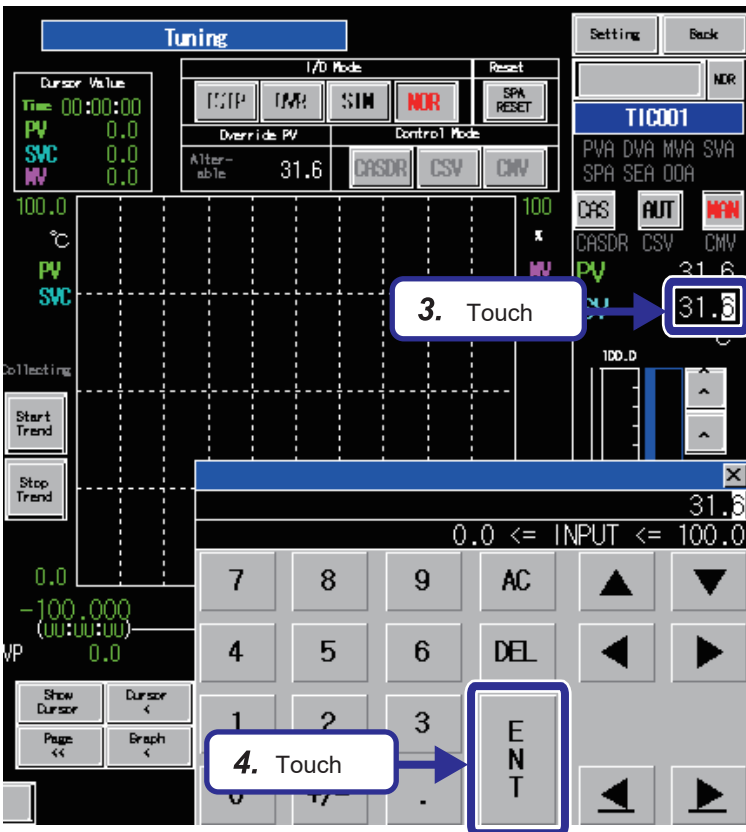 Tuning
Setting
Back
I/O Mode
Reset
Cursor Value
Time 00:00:00
PV 0.0
SVC 0.0
MV 0.0
OVR
SIM
NOR
SPA
RESET
Override PV
Control Mode
Alter-
able
31.6
CASDR
CSV
CMV
NOR
TIC001
PVA DVA MVA SVA
SPA SEA OOA
CAS
AUT
MAN
CASDR CSV CMV
100.0
100
℃
%
PV
MV
SVC
PV 31.6
31.6
3. Touch
Collecting
100.0
Start
Trend
Stop
Trend
31.6
0.0 <= INPUT <= 100.0
0.0
-100.000
(00:00:00)
VP 0.0
7 8 9 AC ▲ ▼
4 5 6 DEL ◀ ▶
1 2 3
ENT
4. Touch
.
Show
Cursor
Cursor
<
Page
<<
Graph
<